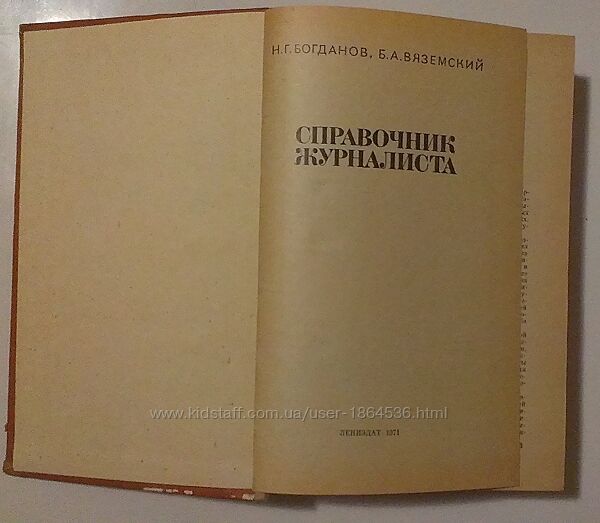 Н.Г.БОГДАНОВ, Б.А.ВЯЗЕМСКИЙ
СПРАВОЧНИК
ЖУРНАЛИСТА
www.kidstaff.com.ua/user-1864536.html
ЛЕНИЗДАТ 1971